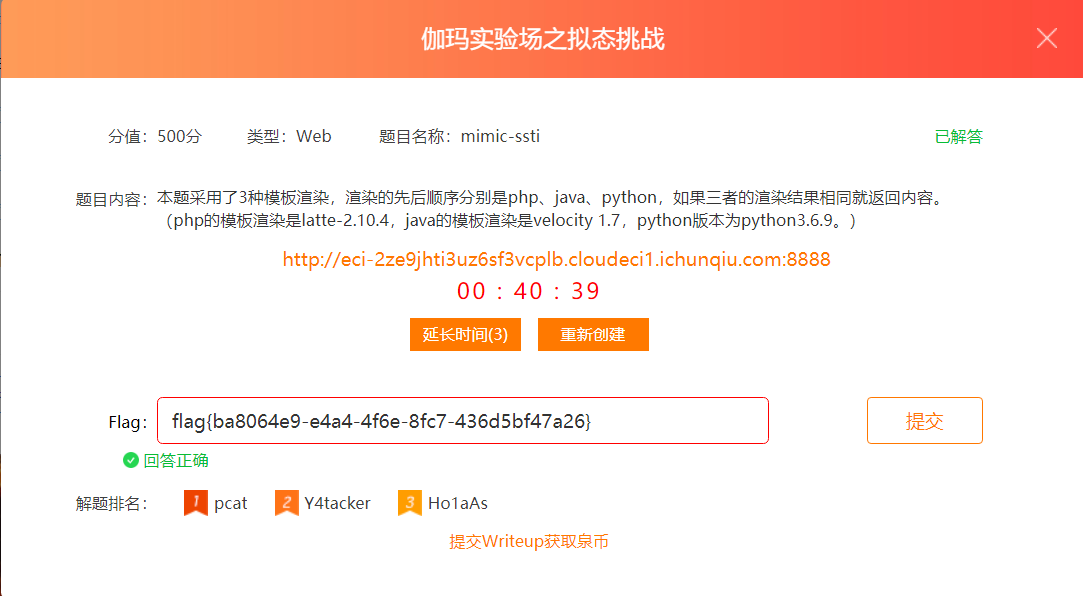 伽玛实验场之拟态挑战
分值：500分 类型：Web 题目名称：mimic-ssti 已解答
题目内容：本题采用了3种模板渲染，渲染的先后顺序分别是php、java、python，如果三者的渲染结果相同就返回内容。
（php的模板渲染是latte-2.10.4，java的模板渲染是velocity 1.7，python版本为python3.6.9。）
http://eci-2ze9jhti3uz6sf3vcplb.cloudeci1.ichunqiu.com:8888
00 : 40 : 39
延长时间(3) 重新创建
Flag： flag{ba8064e9-e4a4-4f6e-8fc7-436d5bf47a26} 提交
回答正确
解题排名： 1 pcat 2 Y4tacker 3 Ho1aAs
提交Writeup获取泉币